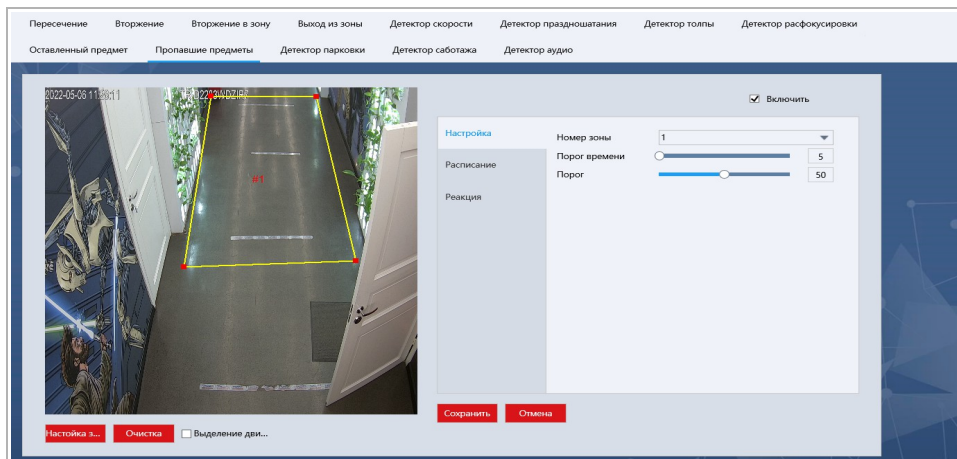 Пересечение Вторжение Вторжение в зону Выход из зоны Детектор скорости Детектор праздношатания Детектор толпы Детектор расфокусировки
Оставленный предмет Пропавшие предметы Детектор парковки Детектор саботажа Детектор аудио
2022-05-06
#1
Включить
Настройка
Расписание
Реакция
Номер зоны 1
Порог времени 5
Порог 50
Сохранить Отмена
Настойка з... Очистка Выделение дви...